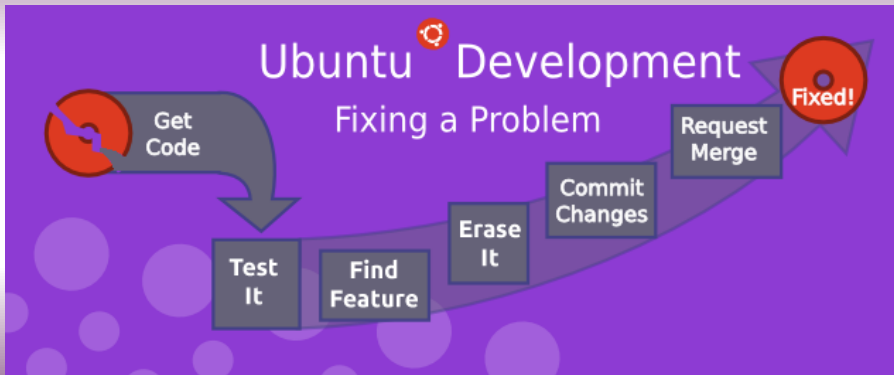 Ubuntu Development
Fixing a Problem
Get
Code
Test
It
Find
Feature
Erase
It
Commit
Changes
Request
Merge
Fixed!